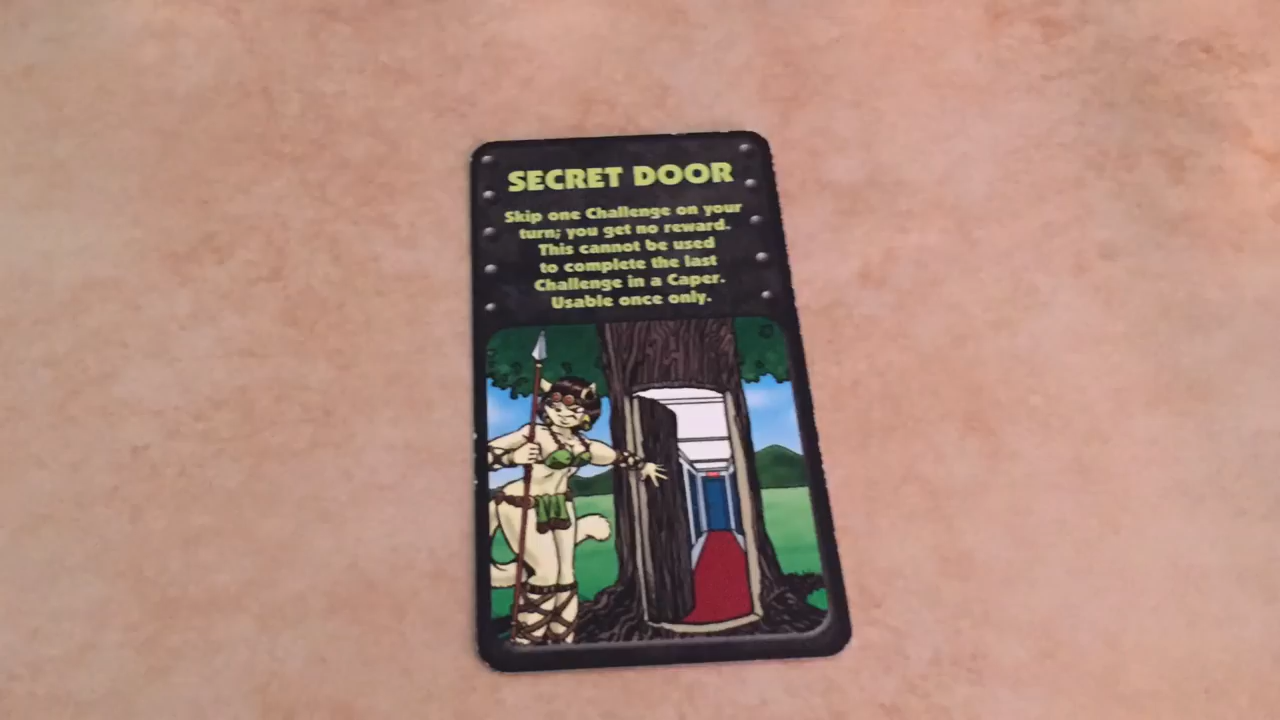 SECRET DOOR
Skip one Challenge on your
turn; you get no reward.
This cannot be used
to complete the last
Challenge in a Caper.
Usable once only.